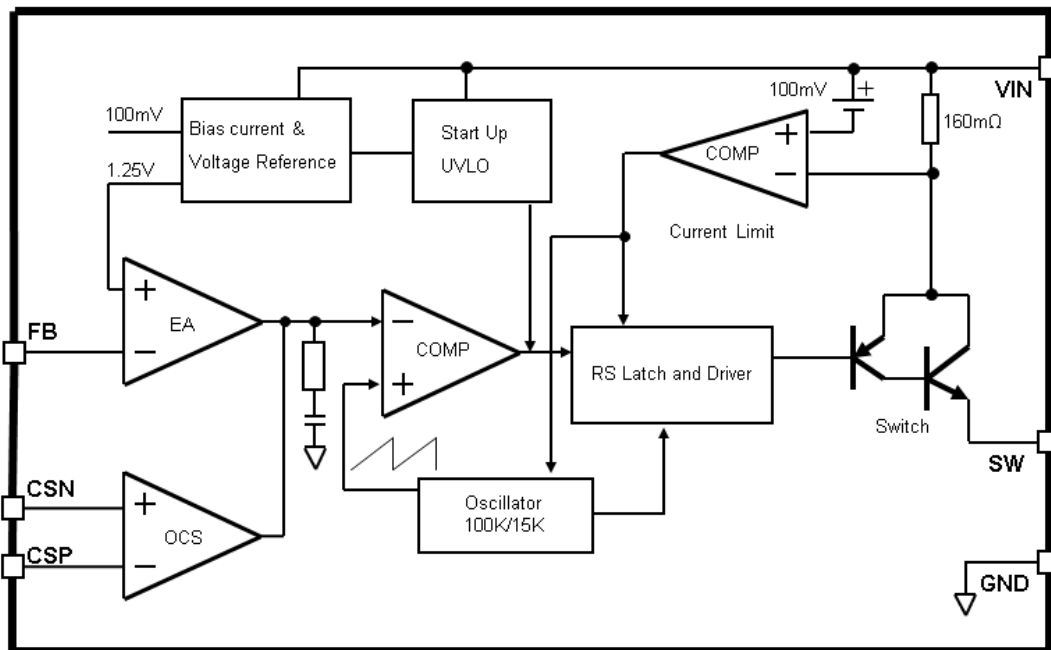 100mV
VIN
100mV
+
Bias current &
Voltage Reference
Start Up
UVLO
160mΩ
COMP
+
−
1.25V
Current Limit
+
EA
−
FB
−
COMP
+
RS Latch and Driver
Switch
SW
CSN
+
OCS
−
CSP
Oscillator
100K/15K
GND